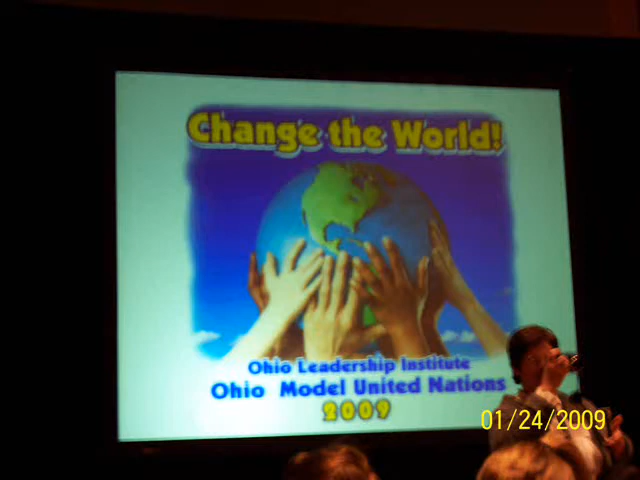 Change the World!
Ohio Leadership Institute
Ohio Model United Nations
2009
01/24/2009